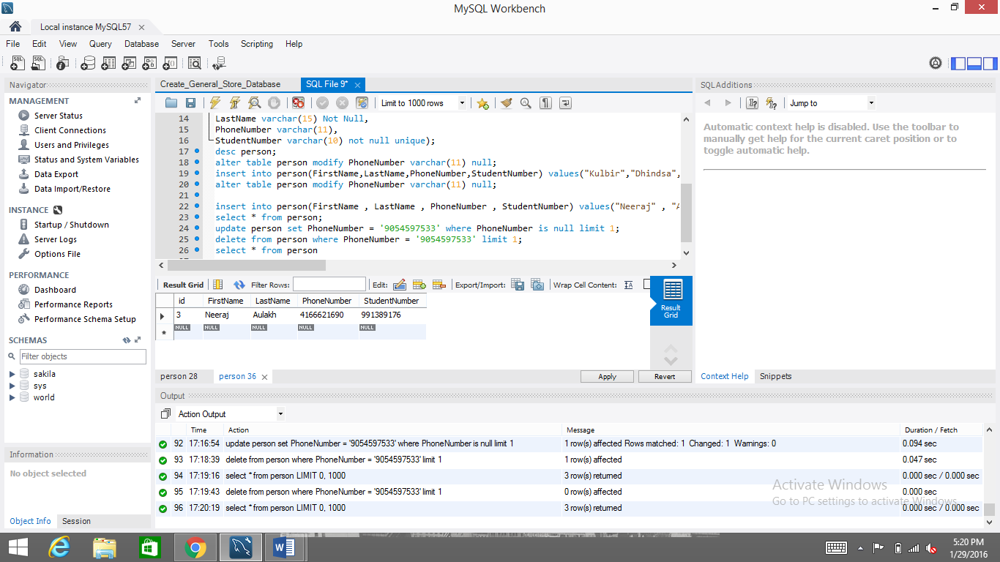 MySQL Workbench
Local instance MySQL57
File Edit View Query Database Server Tools Scripting Help
Navigator
MANAGEMENT
Server Status
Client Connections
Users and Privileges
Status and System Variables
Data Export
Data Import/Restore
INSTANCE
Startup / Shutdown
Server Logs
Options File
PERFORMANCE
Dashboard
Performance Reports
Performance Schema Setup
SCHEMAS
Filter objects
sakila
sys
world
Information
No object selected
Object Info Session
Create_General_Store_Database SQL File 9*
Limit to 1000 rows
14 LastName varchar(15) Not Null,
15 PhoneNumber varchar(11),
16 StudentNumber varchar(10) not null unique);
17 desc person;
18 alter table person modify PhoneNumber varchar(11) null;
19 insert into person(FirstName,LastName,PhoneNumber,StudentNumber) values("Kulbir","Dhindsa",
20 alter table person modify PhoneNumber varchar(11) null;
21
22 insert into person(FirstName , LastName , PhoneNumber , StudentNumber) values("Neeraj" , "A
23 select * from person;
24 update person set PhoneNumber = '9054597533' where PhoneNumber is null limit 1;
25 delete from person where PhoneNumber = '9054597533' limit 1;
26 select * from person
Result Grid Filter Rows: Edit: Export/Import: Wrap Cell Content:
id FirstName LastName PhoneNumber StudentNumber
3 Neeraj Aulakh 4166621690 991389176
NULL NULL NULL NULL NULL
Result
Grid
person 28 person 36 Apply Revert
SQLAdditions
Jump to
Automatic context help is disabled. Use the toolbar to
manually get help for the current caret position or to
toggle automatic help.
Context Help Snippets
Output
Action Output
Time Action Message Duration / Fetch
92 17:16:54 update person set PhoneNumber = '9054597533' where PhoneNumber is null limit 1 1 row(s) affected Rows matched: 1 Changed: 1 Warnings: 0 0.094 sec
93 17:18:39 delete from person where PhoneNumber = '9054597533' limit 1 1 row(s) affected 0.047 sec
94 17:19:16 select * from person LIMIT 0, 1000 3 row(s) returned 0.000 sec / 0.000 sec
95 17:19:43 delete from person where PhoneNumber = '9054597533' limit 1 0 row(s) affected 0.000 sec
96 17:20:19 select * from person LIMIT 0, 1000 3 row(s) returned 0.000 sec / 0.000 sec
Activate Windows
Go to PC settings to activate Windows.
5:20 PM
1/29/2016